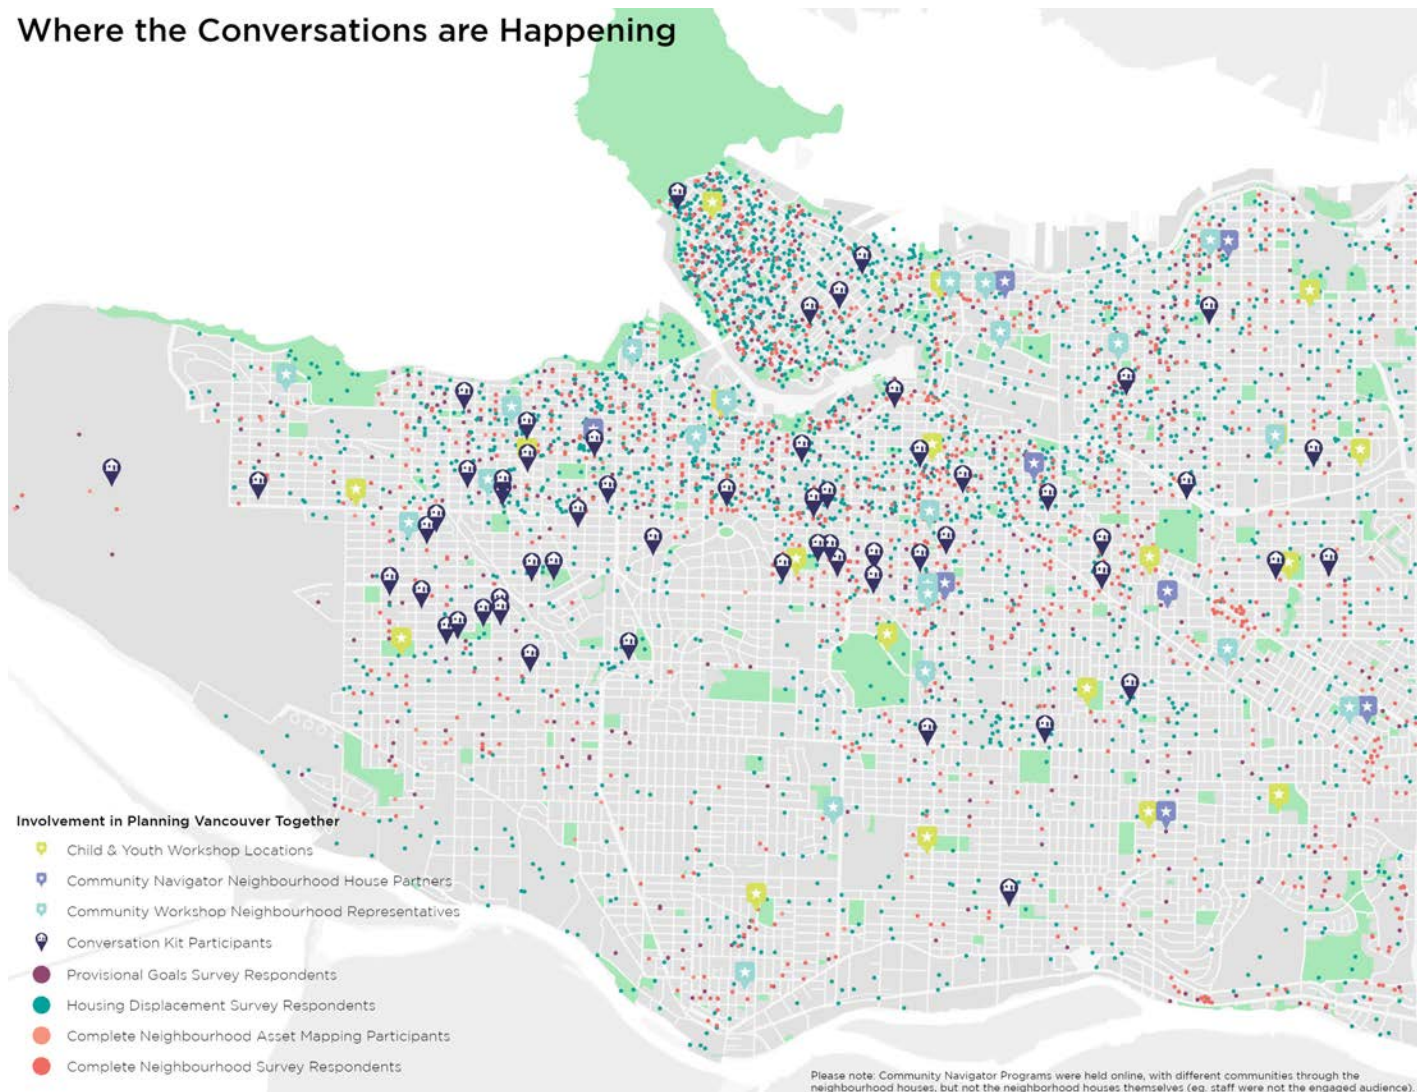 Where the Conversations are Happening
Involvement in Planning Vancouver Together
Child & Youth Workshop Locations
Community Navigator Neighbourhood House Partners
Community Workshop Neighbourhood Representatives
Conversation Kit Participants
Provisional Goals Survey Respondents
Housing Displacement Survey Respondents
Complete Neighbourhood Asset Mapping Participants
Complete Neighbourhood Survey Respondents
Please note: Community Navigator Programs were held online, with different communities through the
neighbourhood houses, but not the neighborhood houses themselves (eg. staff were not the engaged audience).